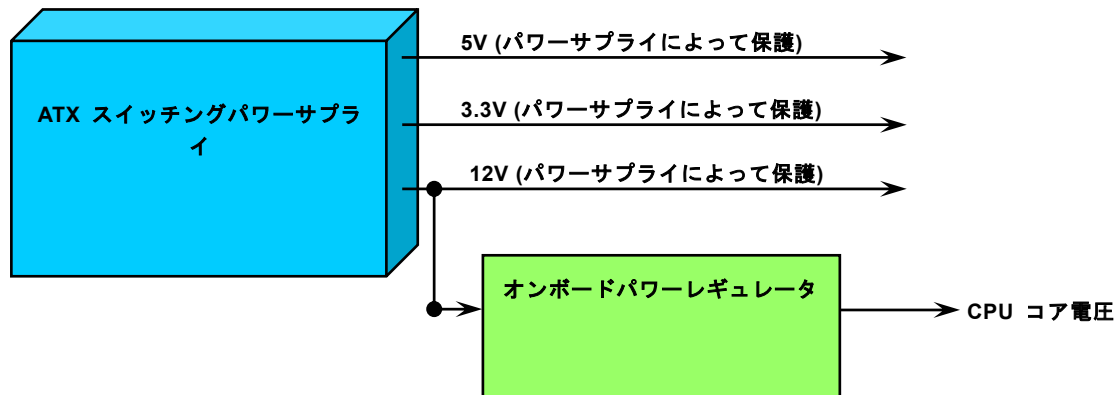 5V (パワーサプライによって保護)
ATX スイッチングパワーサプラ
イ
3.3V (パワーサプライによって保護)
12V (パワーサプライによって保護)
オンボードパワーレギュレータ
CPU コア電圧